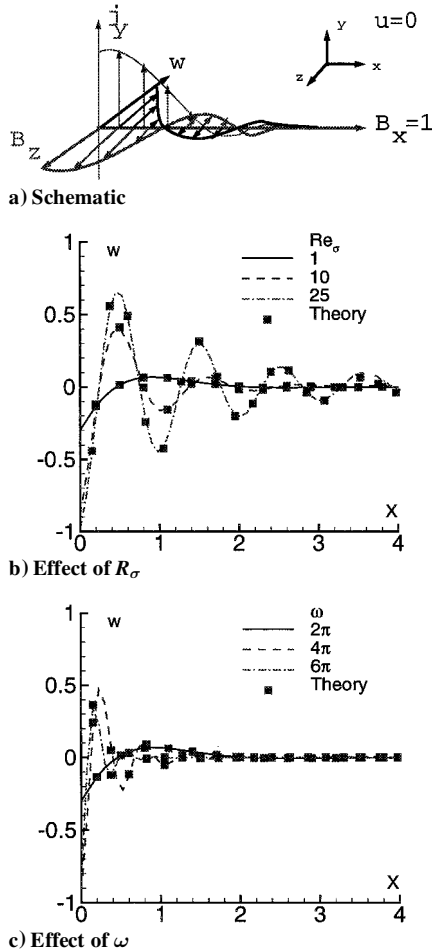 j y
u=0
w
y
x
z
B z
B x =1
a) Schematic
1
w
Re σ
1
10
25
Theory
0.5
0
-0.5
-1
0 1 2 3 4
X
b) Effect of R σ
1
w
ω
2π
4π
6π
Theory
0.5
0
-0.5
-1
0 1 2 3 4
X
c) Effect of ω